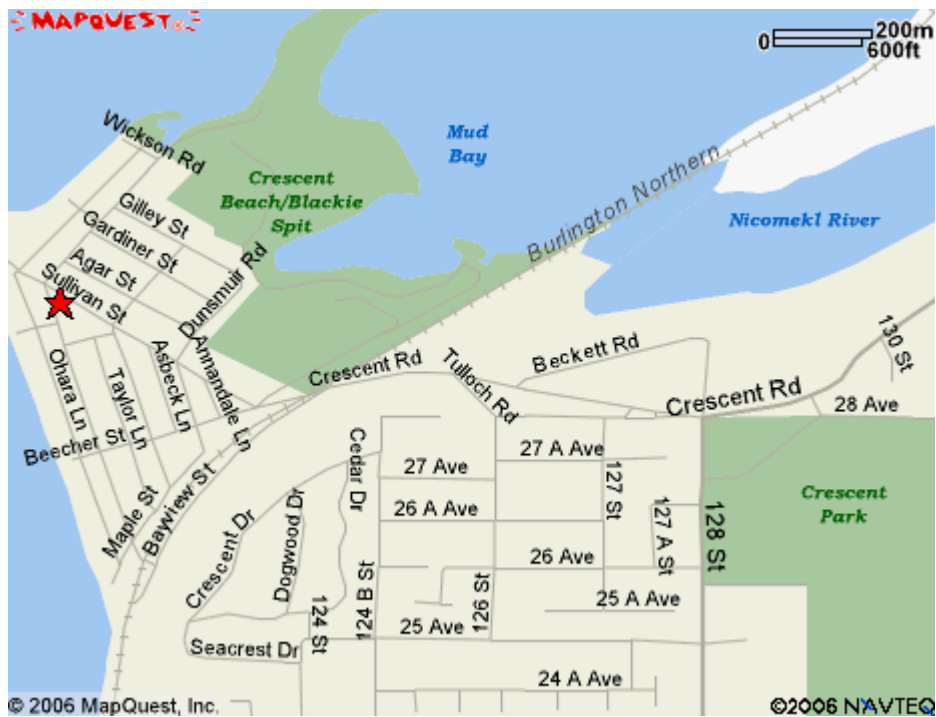 MAPQUEST®
200m
0
600ft
Wickson Rd
Mud
Bay
Crescent
Beach/Blackie
Spit
Burlington Northern
Nicomekl River
Gilley St
Gardiner St
Agar St
Sullivan St
Dunsmuir Rd
Ohara Ln
Taylor Ln
Asbeck Ln
Annandale Ln
Beecher St
Maple St
Bayview St
Crescent Rd
Tulloch Rd
Beckett Rd
Crescent Rd
130 St
28 Ave
Cedar Dr
27 Ave
27 A Ave
127 St
26 A Ave
127 A St
128 St
Crescent
Park
Crescent Dr
Dogwood Dr
26 Ave
124 St
124 B St
126 St
25 A Ave
25 Ave
Seacrest Dr
24 A Ave
© 2006 MapQuest, Inc.
©2006 NAVTEQ